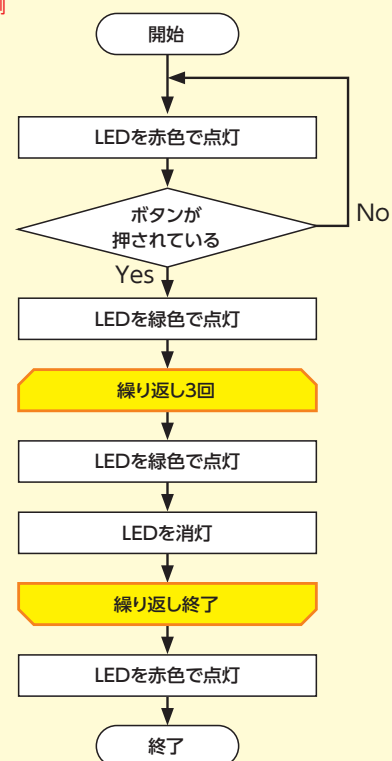 開始
LEDを赤色で点灯
ボタンが
押されている
No
Yes
LEDを緑色で点灯
繰り返し3回
LEDを緑色で点灯
LEDを消灯
繰り返し終了
LEDを赤色で点灯
終了